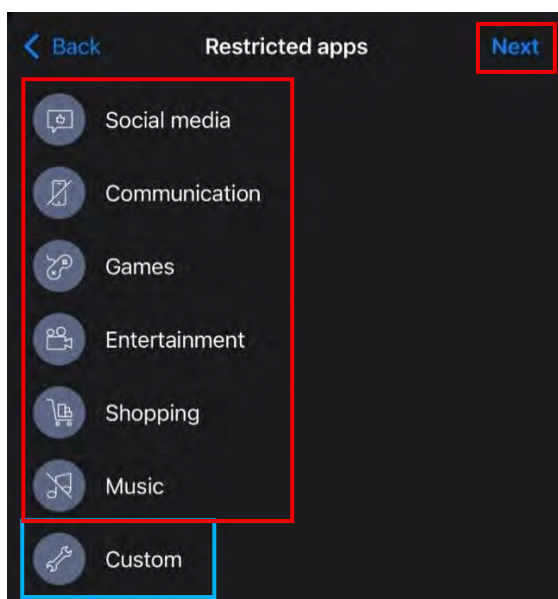 Back Restricted apps Next
Social media
Communication
Games
Entertainment
Shopping
Music
Custom